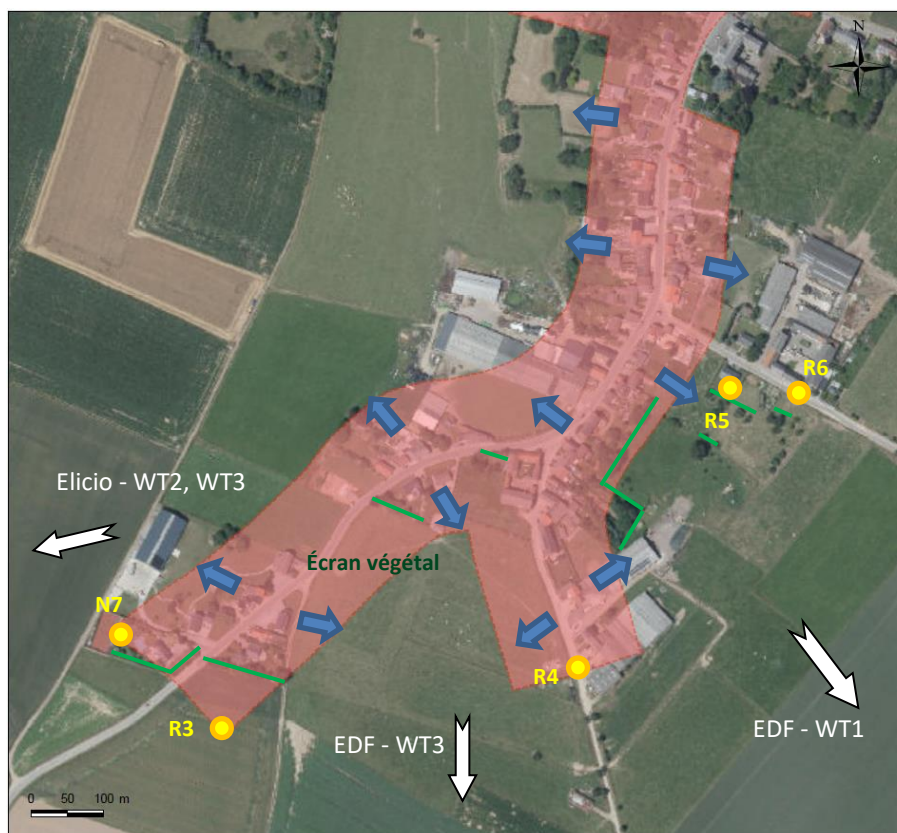 N
R6
R5
Elicio - WT2, WT3
Écran végétal
N7
R4
R3
EDF - WT3
EDF - WT1
0 50 100 m